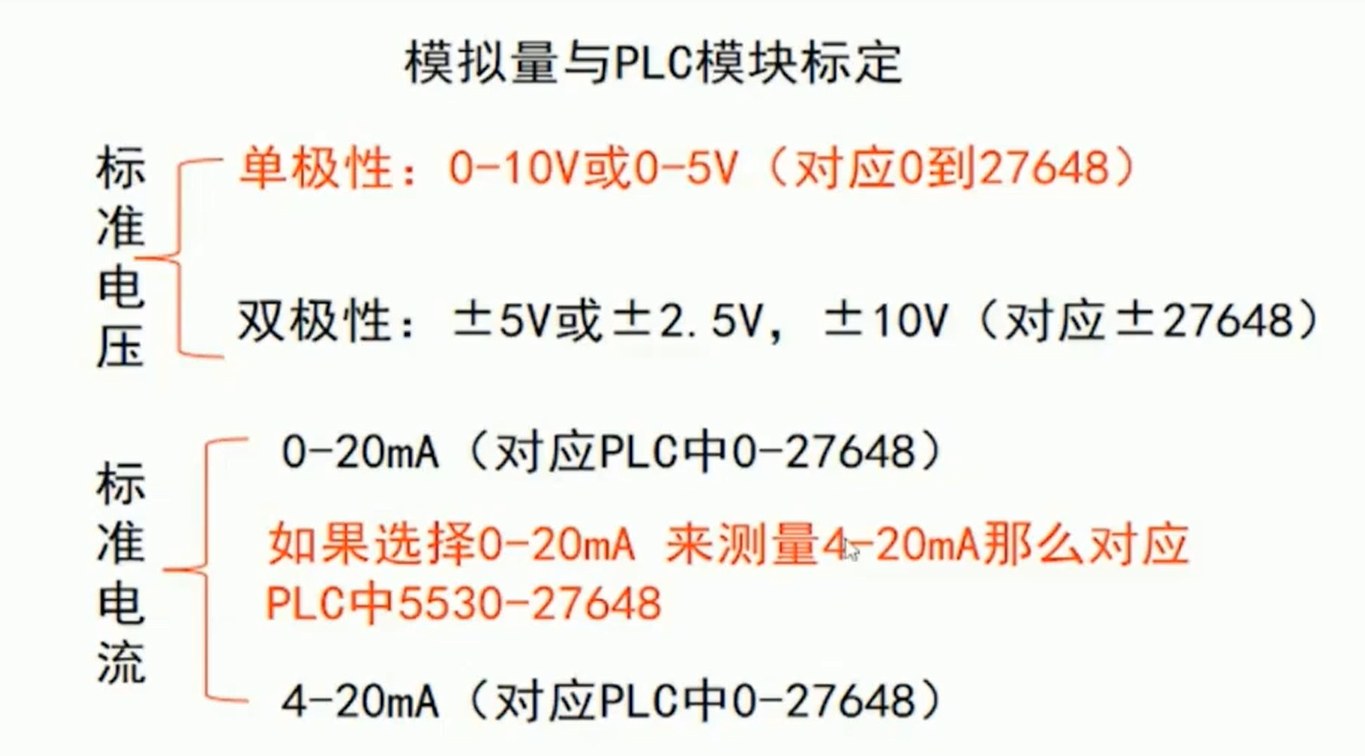 模拟量与PLC模块标定
标准电压
单极性：0-10V或0-5V（对应0到27648）
双极性：±5V或±2.5V，±10V（对应±27648）
标准电流
0-20mA（对应PLC中0-27648）
如果选择0-20mA 来测量4-20mA那么对应
PLC中5530-27648
4-20mA（对应PLC中0-27648）